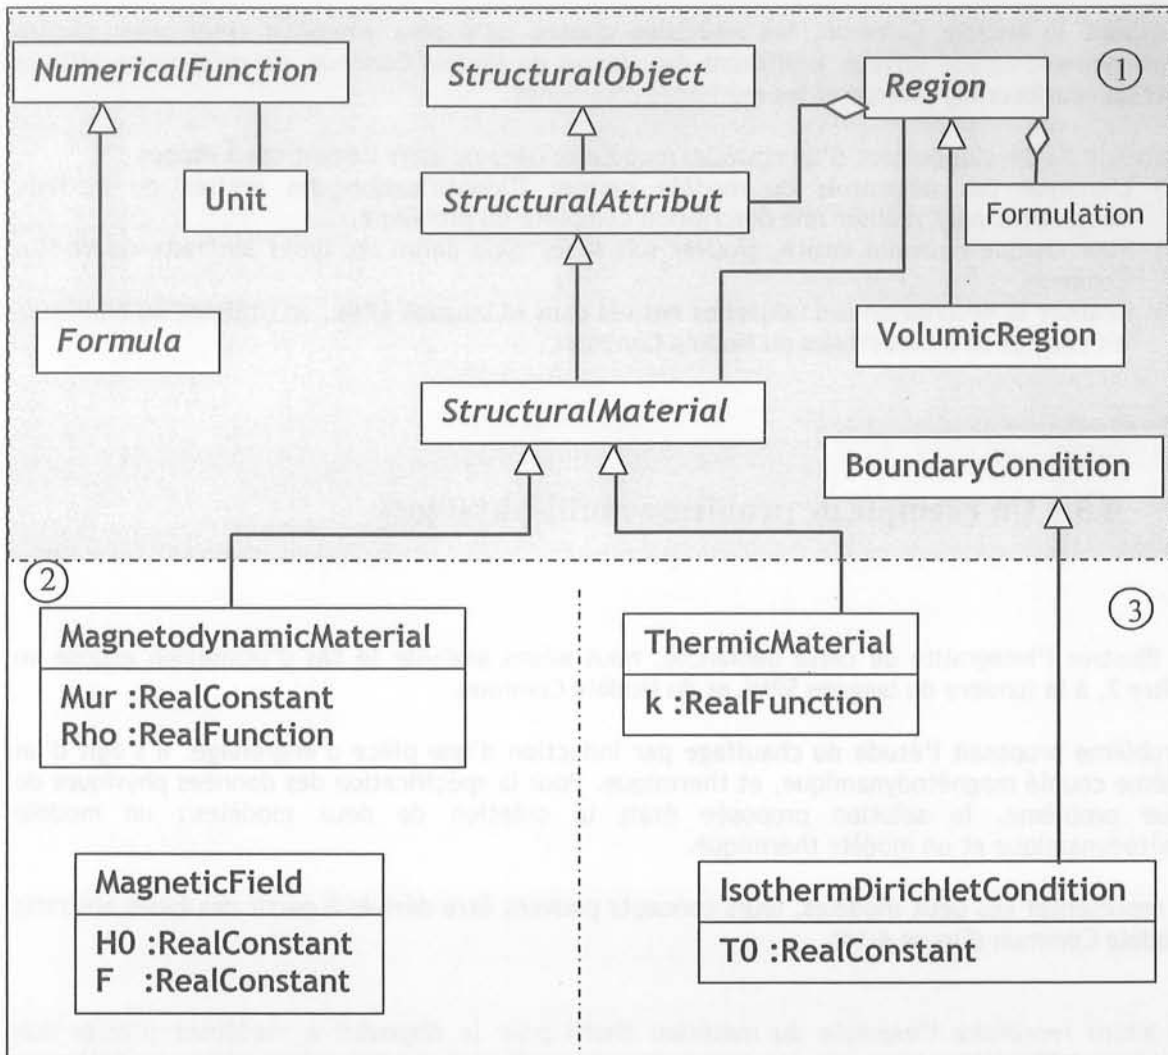 NumericalFunction
StructuralObject
Region
1
Unit
StructuralAttribut
Formulation
Formula
VolumicRegion
StructuralMaterial
BoundaryCondition
2
3
MagnetodynamicMaterial
Mur :RealConstant
Rho :RealFunction
ThermicMaterial
k :RealFunction
MagneticField
H0 :RealConstant
F :RealConstant
IsothermDirichletCondition
T0 :RealConstant